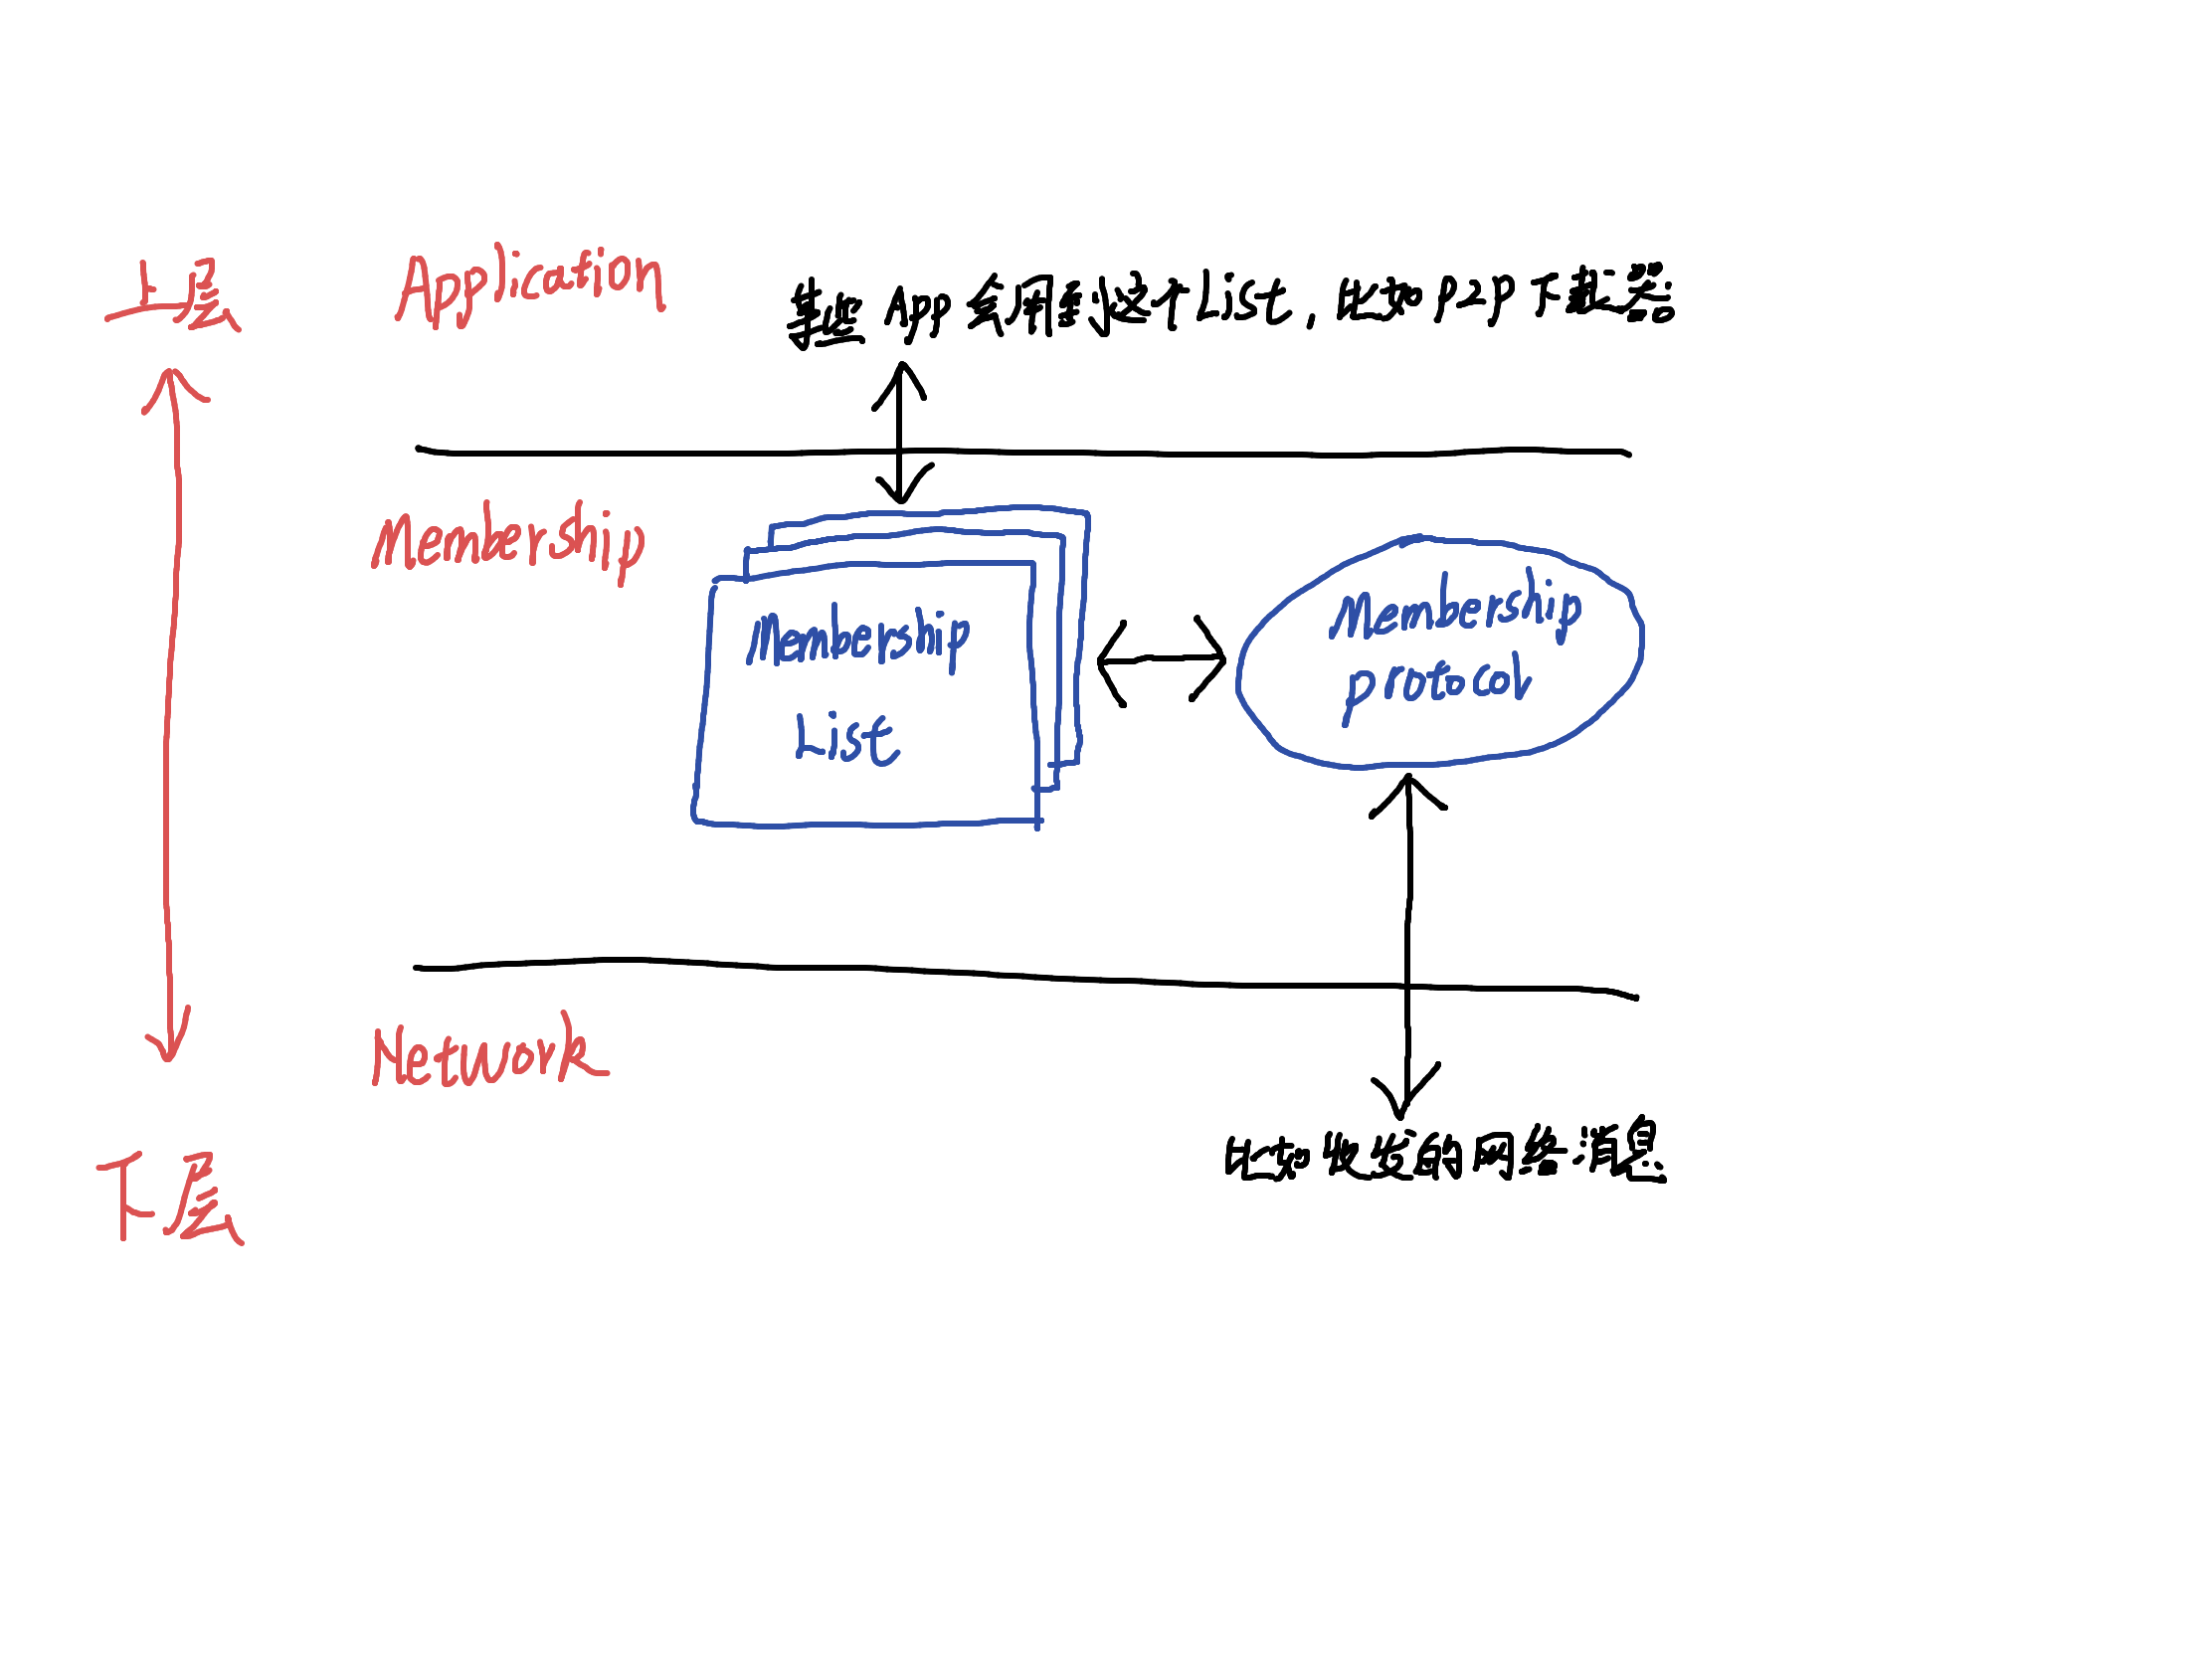 上层
Application
某些 App 会用到这个 List, 比如 P2P 下载器
Membership
Membership
List
Membership
protocol
Network
比如收发的网络消息
下层